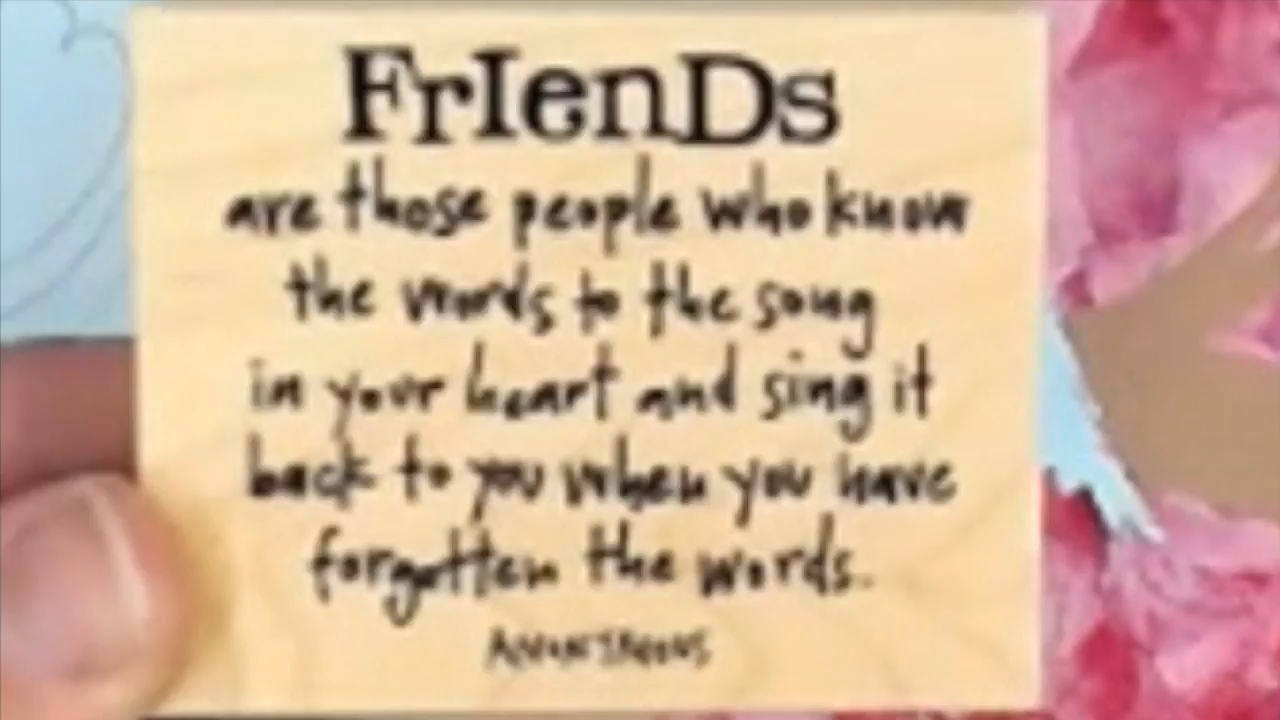 FrIenDs
are those people who know
the words to the song
in your heart and sing it
back to you when you have
forgotten the words.
ANONYMOUS